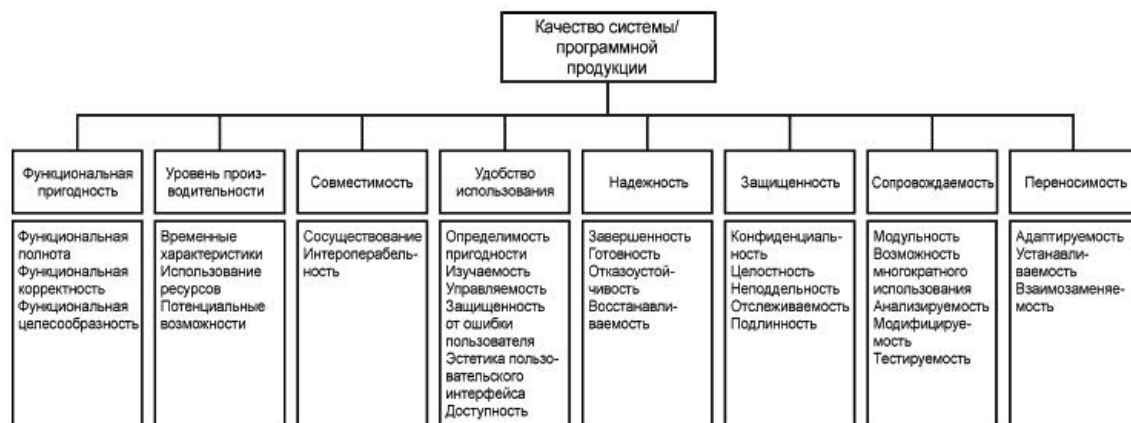 Качество системы/
программной
продукции
Функциональная
пригодность
Уровень произ-
водительности
Совместимость
Удобство
использования
Надежность
Защищенность
Сопровождаемость
Переносимость
Функциональная
полнота
Функциональная
корректность
Функциональная
целесообразность
Временные
характеристики
Использование
ресурсов
Потенциальные
возможности
Сосуществование
Интероперабель-
ность
Определимость
пригодности
Изучаемость
Управляемость
Защищенность
от ошибки
пользователя
Эстетика пользо-
вательского
интерфейса
Доступность
Завершенность
Готовность
Отказоустой-
чивость
Восстанавли-
ваемость
Конфиденциаль-
ность
Целостность
Неподдельность
Отслеживаемость
Подлинность
Модульность
Возможность
многократного
использования
Анализируемость
Модифицируе-
мость
Тестируемость
Адаптируемость
Устанавли-
ваемость
Взаимозаменяе-
мость